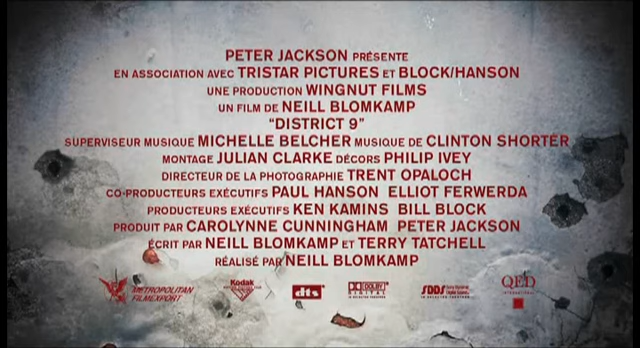 PETER JACKSON PRÉSENTE
EN ASSOCIATION AVEC TRISTAR PICTURES ET BLOCK/HANSON
UNE PRODUCTION WINGNUT FILMS
UN FILM DE NEILL BLOMKAMP
“DISTRICT 9”
SUPERVISEUR MUSIQUE MICHELLE BELCHER MUSIQUE DE CLINTON SHORTER
MONTAGE JULIAN CLARKE DÉCORS PHILIP IVEY
DIRECTEUR DE LA PHOTOGRAPHIE TRENT OPALOCH
CO-PRODUCTEURS EXÉCUTIFS PAUL HANSON ELLIOT FERWERDA
PRODUCTEURS EXÉCUTIFS KEN KAMINS BILL BLOCK
PRODUIT PAR CAROLYNNE CUNNINGHAM PETER JACKSON
ÉCRIT PAR NEILL BLOMKAMP ET TERRY TATCHELL
RÉALISÉ PAR NEILL BLOMKAMP
METROPOLITAN
FILMEXPORT
Kodak
dts
DOLBY
DIGITAL
SDDS
QED
INTERNATIONAL